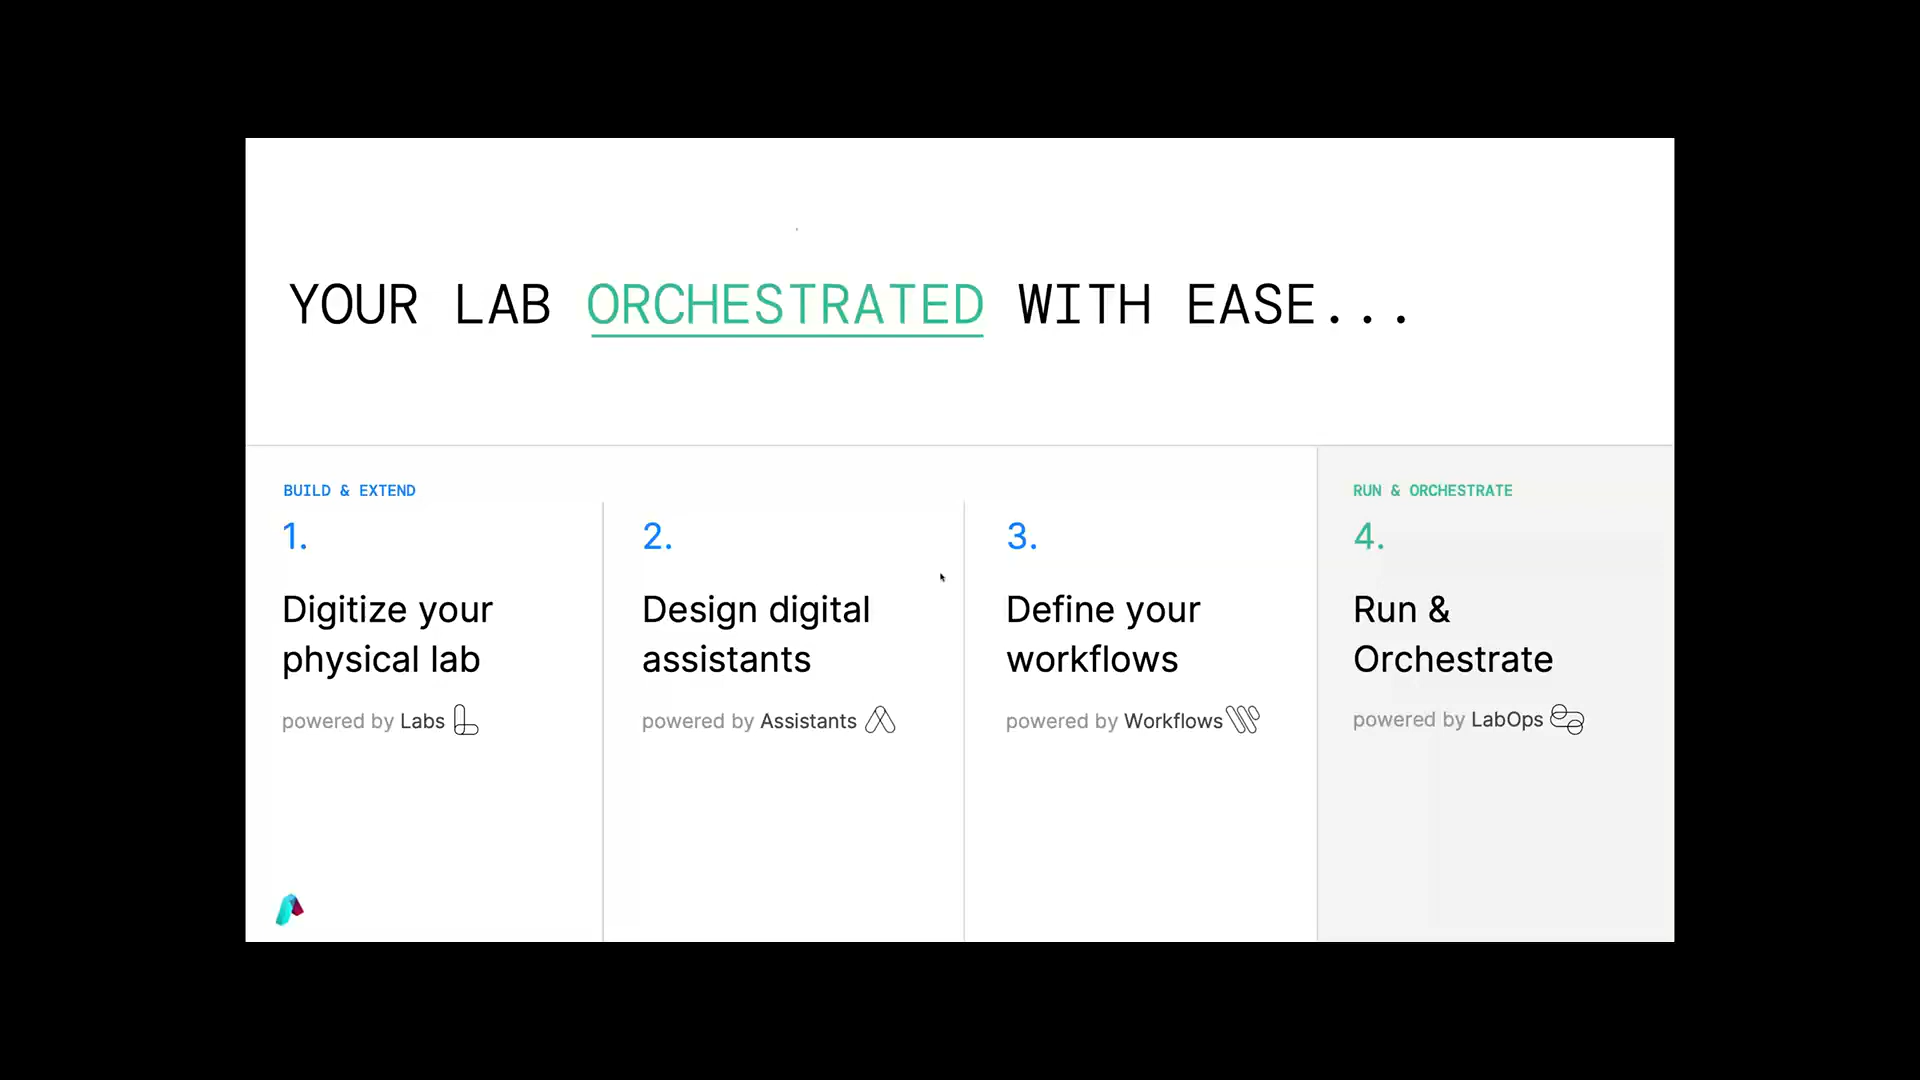 YOUR LAB ORCHESTRATED WITH EASE...
BUILD & EXTEND
1.
Digitize your
physical lab
powered by Labs
2.
Design digital
assistants
powered by Assistants
3.
Define your
workflows
powered by Workflows
RUN & ORCHESTRATE
4.
Run &
Orchestrate
powered by LabOps